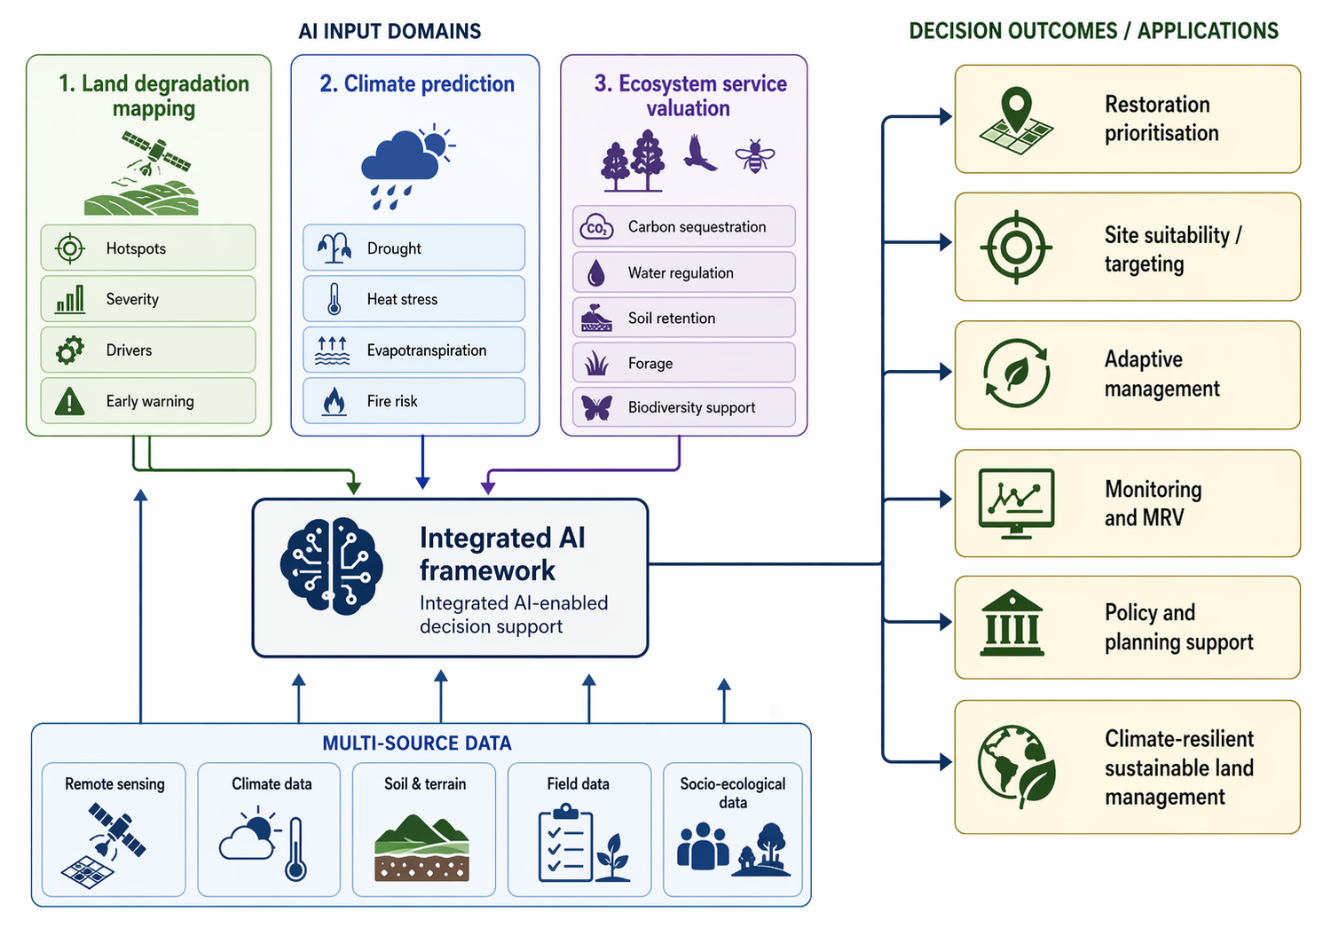 AI INPUT DOMAINS
DECISION OUTCOMES / APPLICATIONS
1. Land degradation
mapping
Hotspots
Severity
Drivers
Early warning
2. Climate prediction
Drought
Heat stress
Evapotranspiration
Fire risk
3. Ecosystem service
valuation
CO₂
Carbon sequestration
Water regulation
Soil retention
Forage
Biodiversity support
Integrated AI
framework
Integrated AI-enabled
decision support
MULTI-SOURCE DATA
Remote sensing
Climate data
Soil & terrain
Field data
Socio-ecological
data
Restoration
prioritisation
Site suitability /
targeting
Adaptive
management
Monitoring
and MRV
Policy and
planning support
Climate-resilient
sustainable land
management